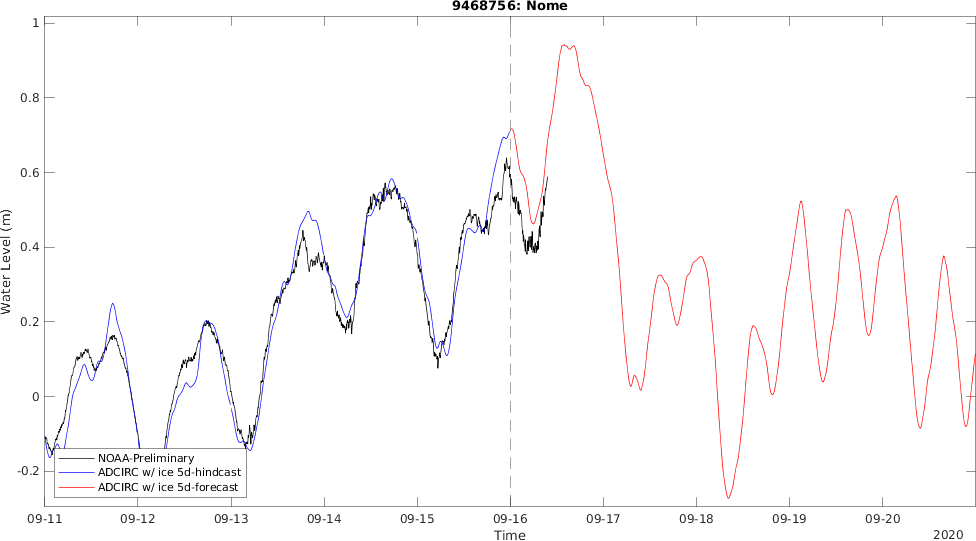 9468756: Nome
1
0.8
0.6
0.4
0.2
0
-0.2
Water Level (m)
NOAA-Preliminary
ADCIRC w/ ice 5d-hindcast
ADCIRC w/ ice 5d-forecast
09-11 09-12 09-13 09-14 09-15 09-16 09-17 09-18 09-19 09-20
Time
2020